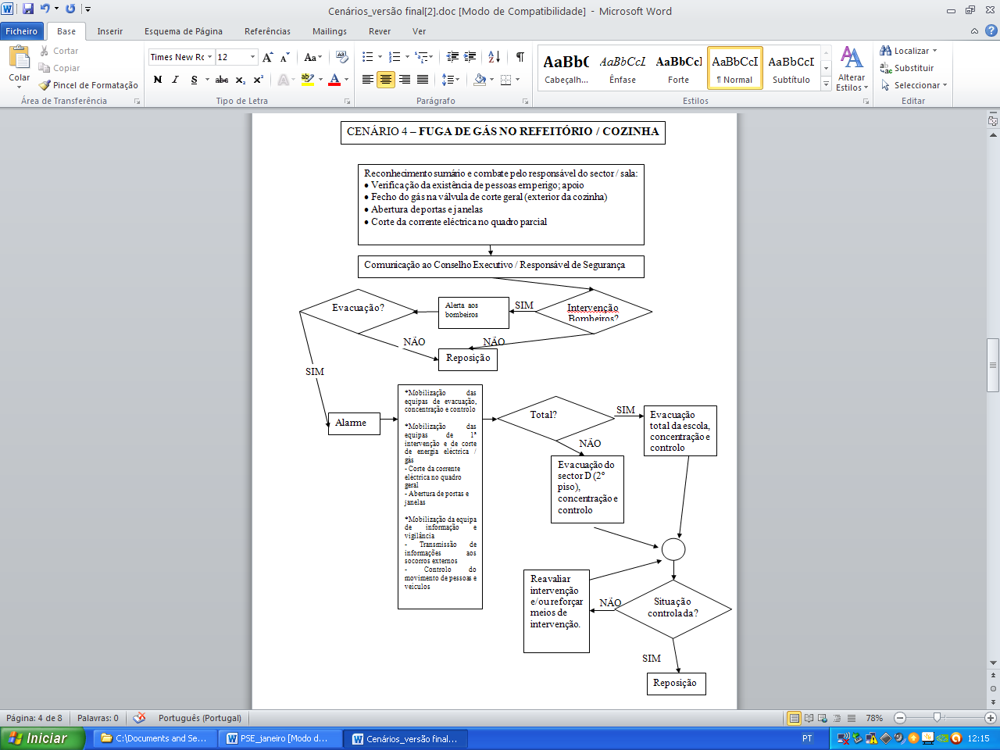 Cenários_versão final[2].doc [Modo de Compatibilidade] - Microsoft Word
Ficheiro Base Inserir Esquema de Página Referências Mailings Rever Ver
Colar
Cortar
Copiar
Pincel de Formatação
Área de Transferência
Times New Rc 12
N I S abc x₂ x²
Tipo de Letra
Parágrafo
AaBbC AaBbCcI AaBbCcI AaBbCcI AaBbCcI
Cabeçalh... Ênfase Forte ¶ Normal Subtítulo
Alterar
Estilos
Estilos
Localizar
Substituir
Seleccionar
Editar
CENÁRIO 4 – FUGA DE GÁS NO REFEITÓRIO / COZINHA
Reconhecimento sumário e combate pelo responsável do sector / sala:
• Verificação da existência de pessoas em perigo; apoio
• Fecho do gás na válvula de corte geral (exterior da cozinha)
• Abertura de portas e janelas
• Corte da corrente eléctrica no quadro parcial
Comunicação ao Conselho Executivo / Responsável de Segurança
Evacuação?
Alerta aos
bombeiros
SIM
Intervenção
Bombeiros?
NÃO
NÃO
Reposição
SIM
Alarme
*Mobilização das
equipas de evacuação,
concentração e controlo
*Mobilização das
equipas de 1ª
intervenção e de corte
de energia eléctrica /
gás
- Corte da corrente
eléctrica no quadro
geral
- Abertura de portas e
janelas
*Mobilização da equipa
de informação e
vigilância
- Transmissão de
informações aos
socorros externos
- Controlo do
movimento de pessoas e
veículos
Total?
SIM
Evacuação
total da escola,
concentração e
controlo
NÃO
Evacuação do
sector D (2º
piso),
concentração e
controlo
Reavaliar
intervenção
e/ou reforçar
meios de
intervenção.
NÃO
Situação
controlada?
SIM
Reposição
Página: 4 de 8 Palavras: 0 Português (Portugal) 78%
Iniciar C:\Documents and Se... PSE_janeiro [Modo d... Cenários_versão final... PT 12:15